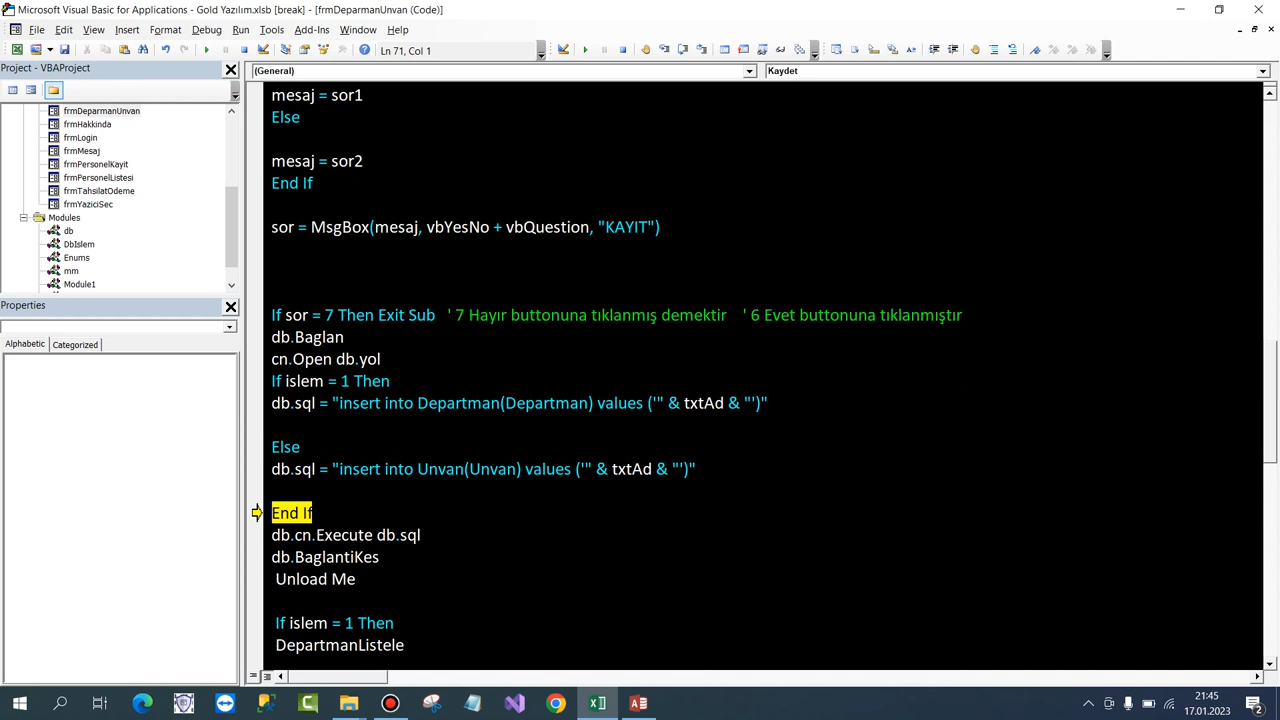 Microsoft Visual Basic for Applications - Gold Yazılım.xlsb [break] - [frmDeparmanUnvan (Code)]
File Edit View Insert Format Debug Run Tools Add-Ins Window Help
Ln 71, Col 1
Project - VBAProject
(General)
Kaydet
frmDeparmanUnvan
frmHakkinda
frmLogin
frmMesaj
frmPersonelKayit
frmPersonelListesi
frmTahsilatOdeme
frmYaziciSec
Modules
db
DbIslem
Enums
mm
Module1
Properties
Alphabetic Categorized
mesaj = sor1
Else
mesaj = sor2
End If
sor = MsgBox(mesaj, vbYesNo + vbQuestion, "KAYIT")
If sor = 7 Then Exit Sub ' 7 Hayır buttonuna tıklanmış demektir ' 6 Evet buttonuna tıklanmıştır
db.Baglan
cn.Open db.yol
If islem = 1 Then
db.sql = "insert into Departman(Departman) values ('" & txtAd & "')"
Else
db.sql = "insert into Unvan(Unvan) values ('" & txtAd & "')"
End If
db.cn.Execute db.sql
db.BaglantiKes
Unload Me
If islem = 1 Then
DepartmanListele
21:45
17.01.2023
2